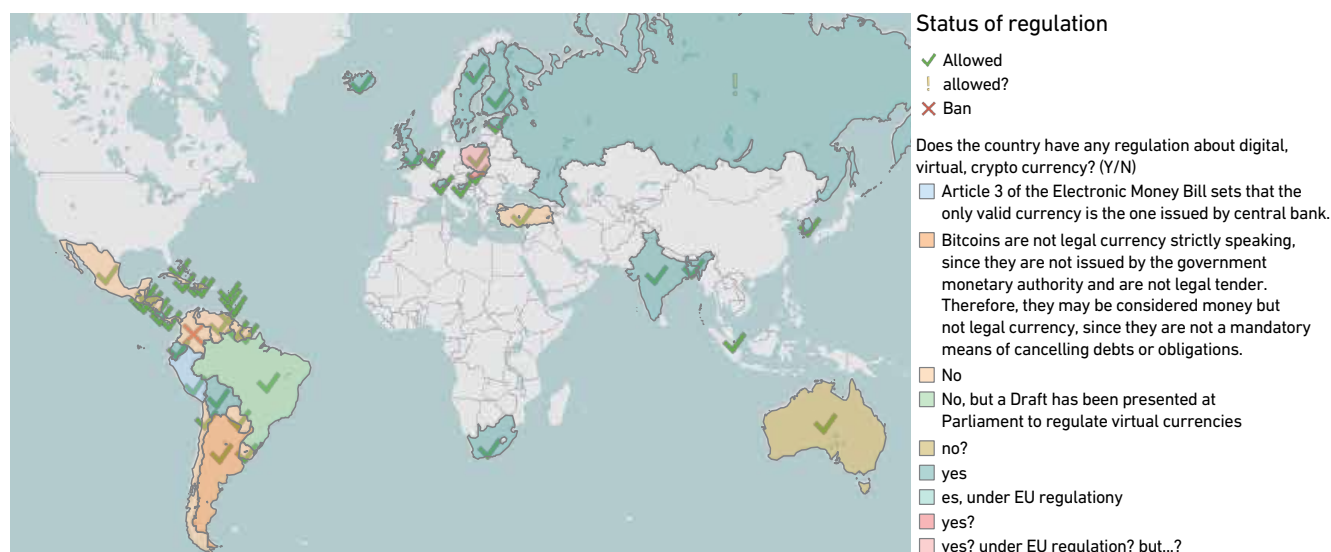 Status of regulation
Allowed
allowed?
Ban
Does the country have any regulation about digital,
virtual, crypto currency? (Y/N)
Article 3 of the Electronic Money Bill sets that the
only valid currency is the one issued by central bank.
Bitcoins are not legal currency strictly speaking,
since they are not issued by the government
monetary authority and are not legal tender.
Therefore, they may be considered money but
not legal currency, since they are not a mandatory
means of cancelling debts or obligations.
No
No, but a Draft has been presented at
Parliament to regulate virtual currencies
no?
yes
es, under EU regulationy
yes?
yes? under EU regulation? but...?